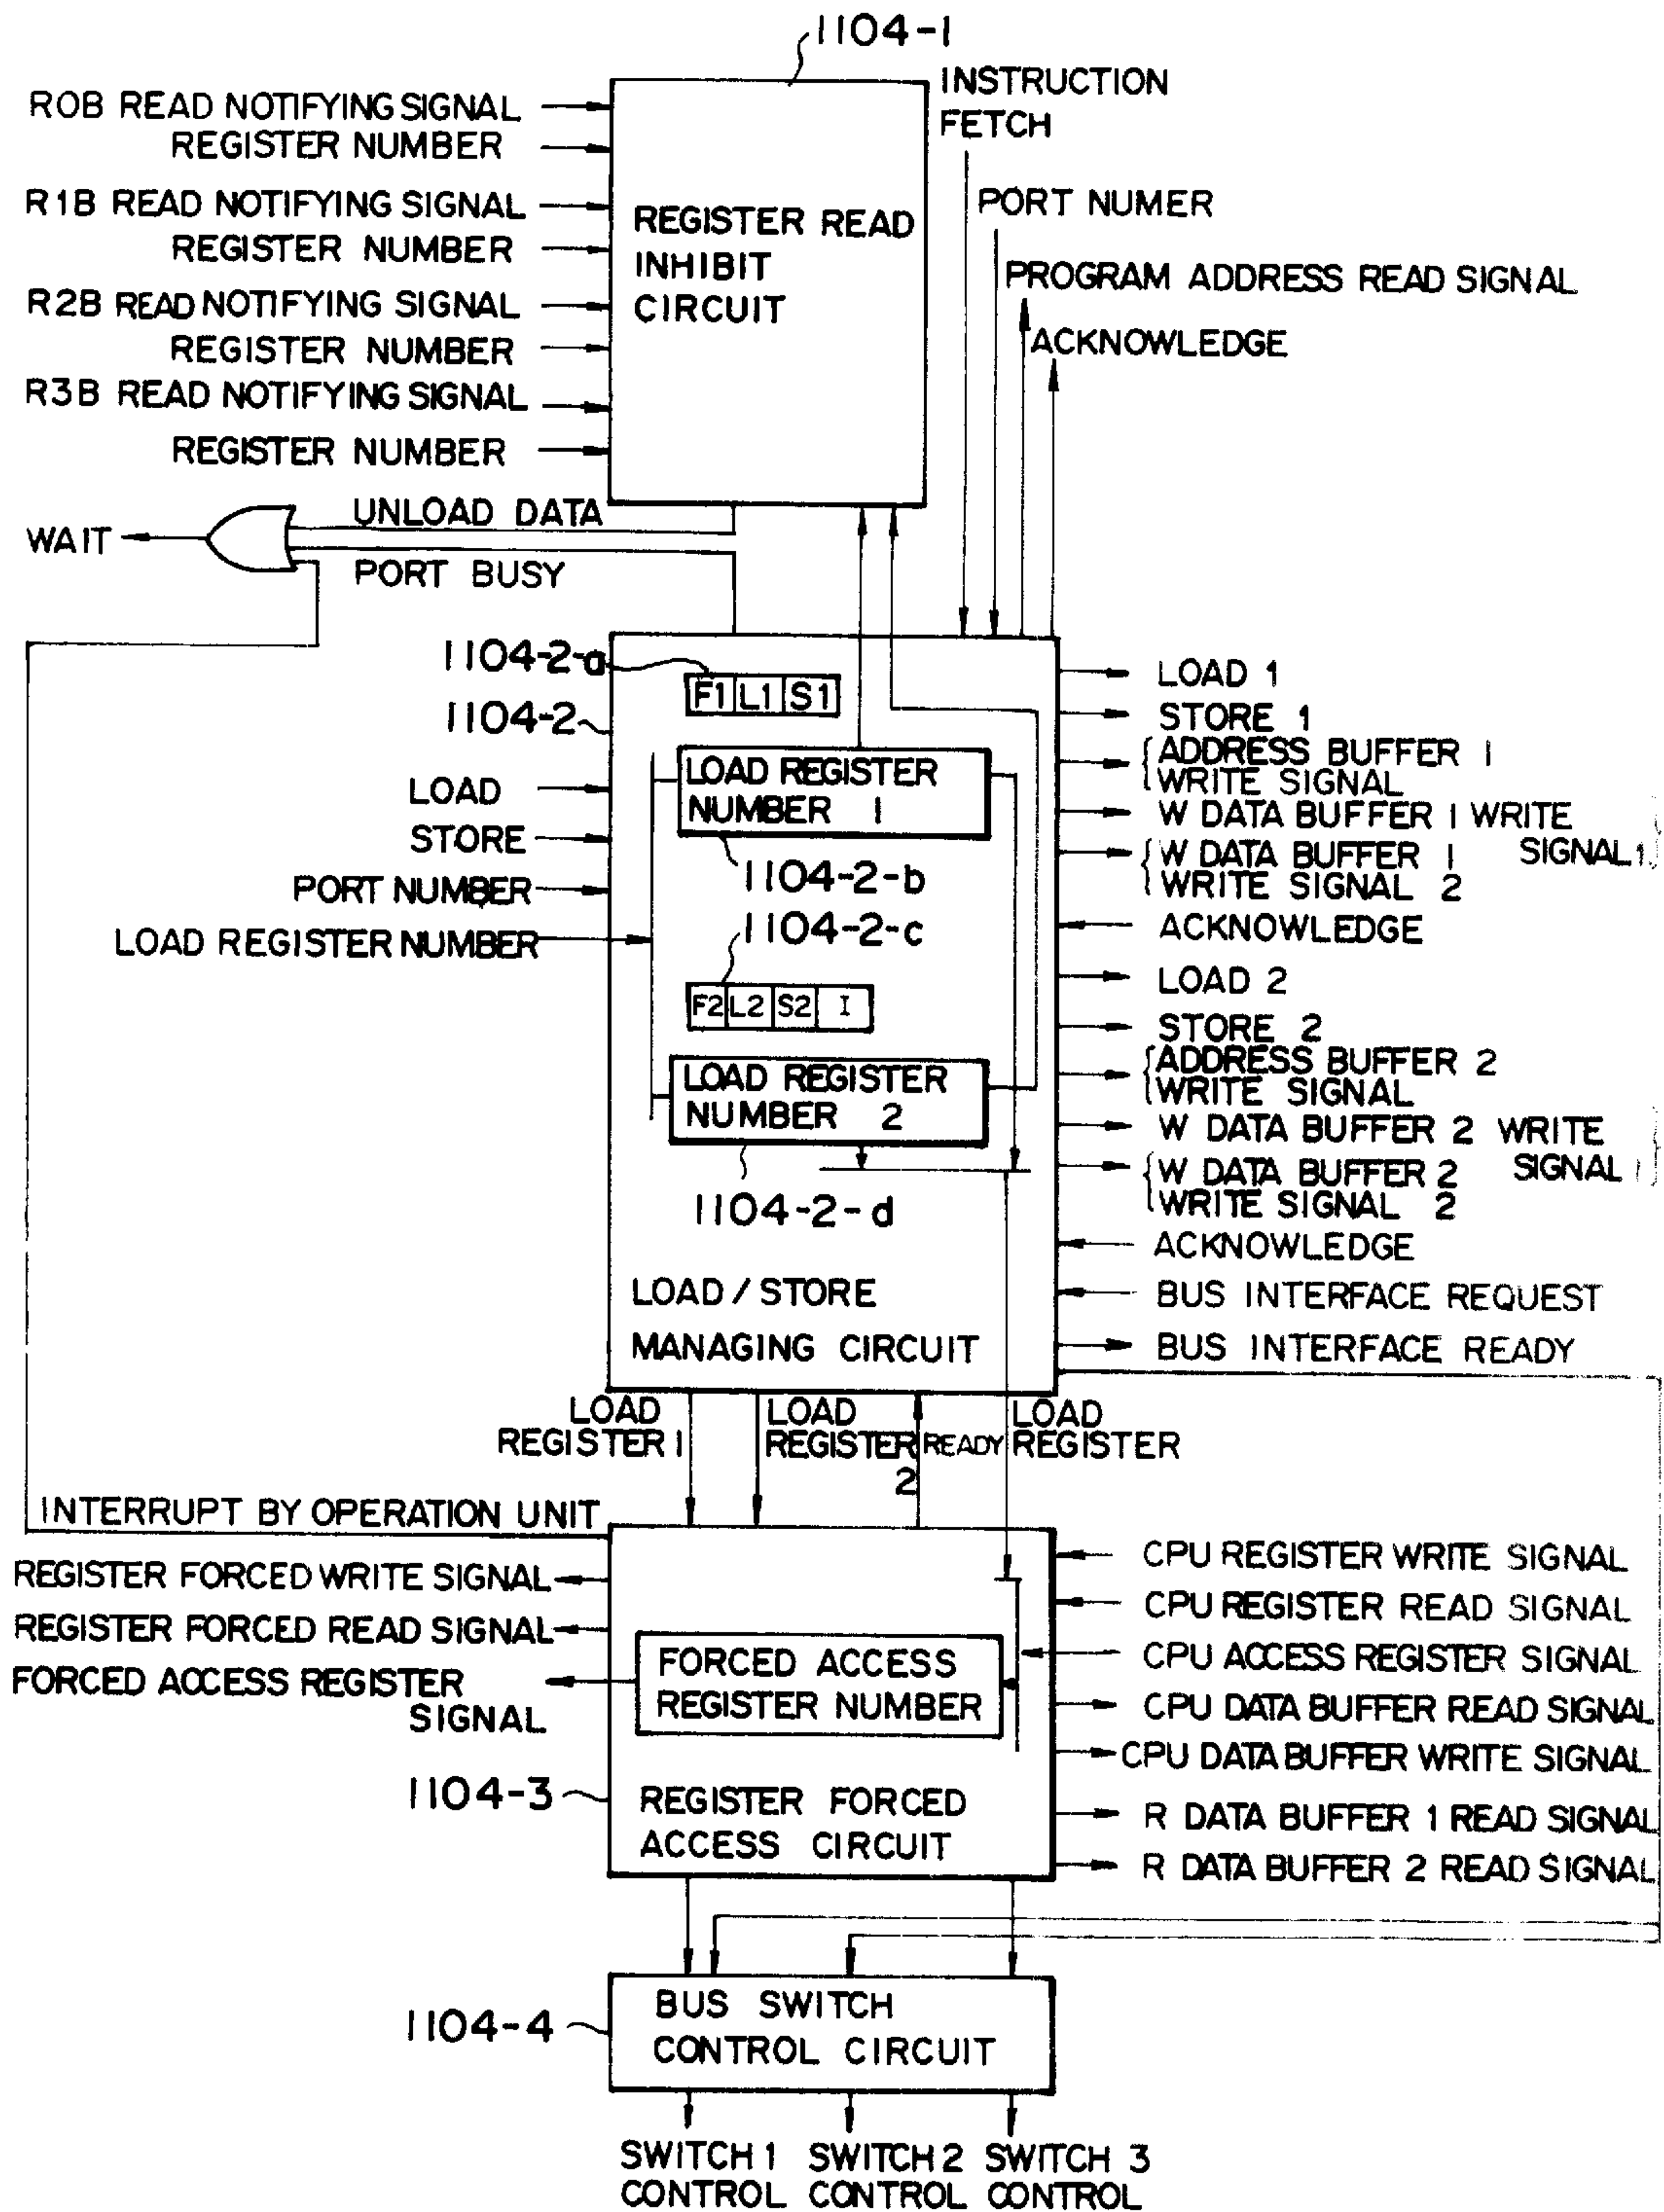 1104-1
INSTRUCTION
FETCH
R0B READ NOTIFYING SIGNAL
REGISTER NUMBER
R1B READ NOTIFYING SIGNAL
REGISTER NUMBER
R2B READ NOTIFYING SIGNAL
REGISTER NUMBER
R3B READ NOTIFYING SIGNAL
REGISTER NUMBER
REGISTER READ
INHIBIT
CIRCUIT
PORT NUMER
PROGRAM ADDRESS READ SIGNAL
ACKNOWLEDGE
UNLOAD DATA
WAIT
PORT BUSY
1104-2-a
F1 L1 S1
1104-2
LOAD
STORE
PORT NUMBER
LOAD REGISTER NUMBER
LOAD REGISTER
NUMBER 1
1104-2-b
1104-2-c
F2 L2 S2 I
LOAD REGISTER
NUMBER 2
1104-2-d
LOAD / STORE
MANAGING CIRCUIT
LOAD 1
STORE 1
ADDRESS BUFFER 1
WRITE SIGNAL
W DATA BUFFER 1 WRITE
SIGNAL 1
W DATA BUFFER 1
WRITE SIGNAL 2
ACKNOWLEDGE
LOAD 2
STORE 2
ADDRESS BUFFER 2
WRITE SIGNAL
W DATA BUFFER 2 WRITE
SIGNAL 1
W DATA BUFFER 2
WRITE SIGNAL 2
ACKNOWLEDGE
BUS INTERFACE REQUEST
BUS INTERFACE READY
LOAD
REGISTER 1
LOAD
REGISTER
2
READY
LOAD
REGISTER
INTERRUPT BY OPERATION UNIT
REGISTER FORCED WRITE SIGNAL
REGISTER FORCED READ SIGNAL
FORCED ACCESS REGISTER
SIGNAL
1104-3
FORCED ACCESS
REGISTER NUMBER
REGISTER FORCED
ACCESS CIRCUIT
CPU REGISTER WRITE SIGNAL
CPU REGISTER READ SIGNAL
CPU ACCESS REGISTER SIGNAL
CPU DATA BUFFER READ SIGNAL
CPU DATA BUFFER WRITE SIGNAL
R DATA BUFFER 1 READ SIGNAL
R DATA BUFFER 2 READ SIGNAL
1104-4
BUS SWITCH
CONTROL CIRCUIT
SWITCH 1
CONTROL
SWITCH 2
CONTROL
SWITCH 3
CONTROL